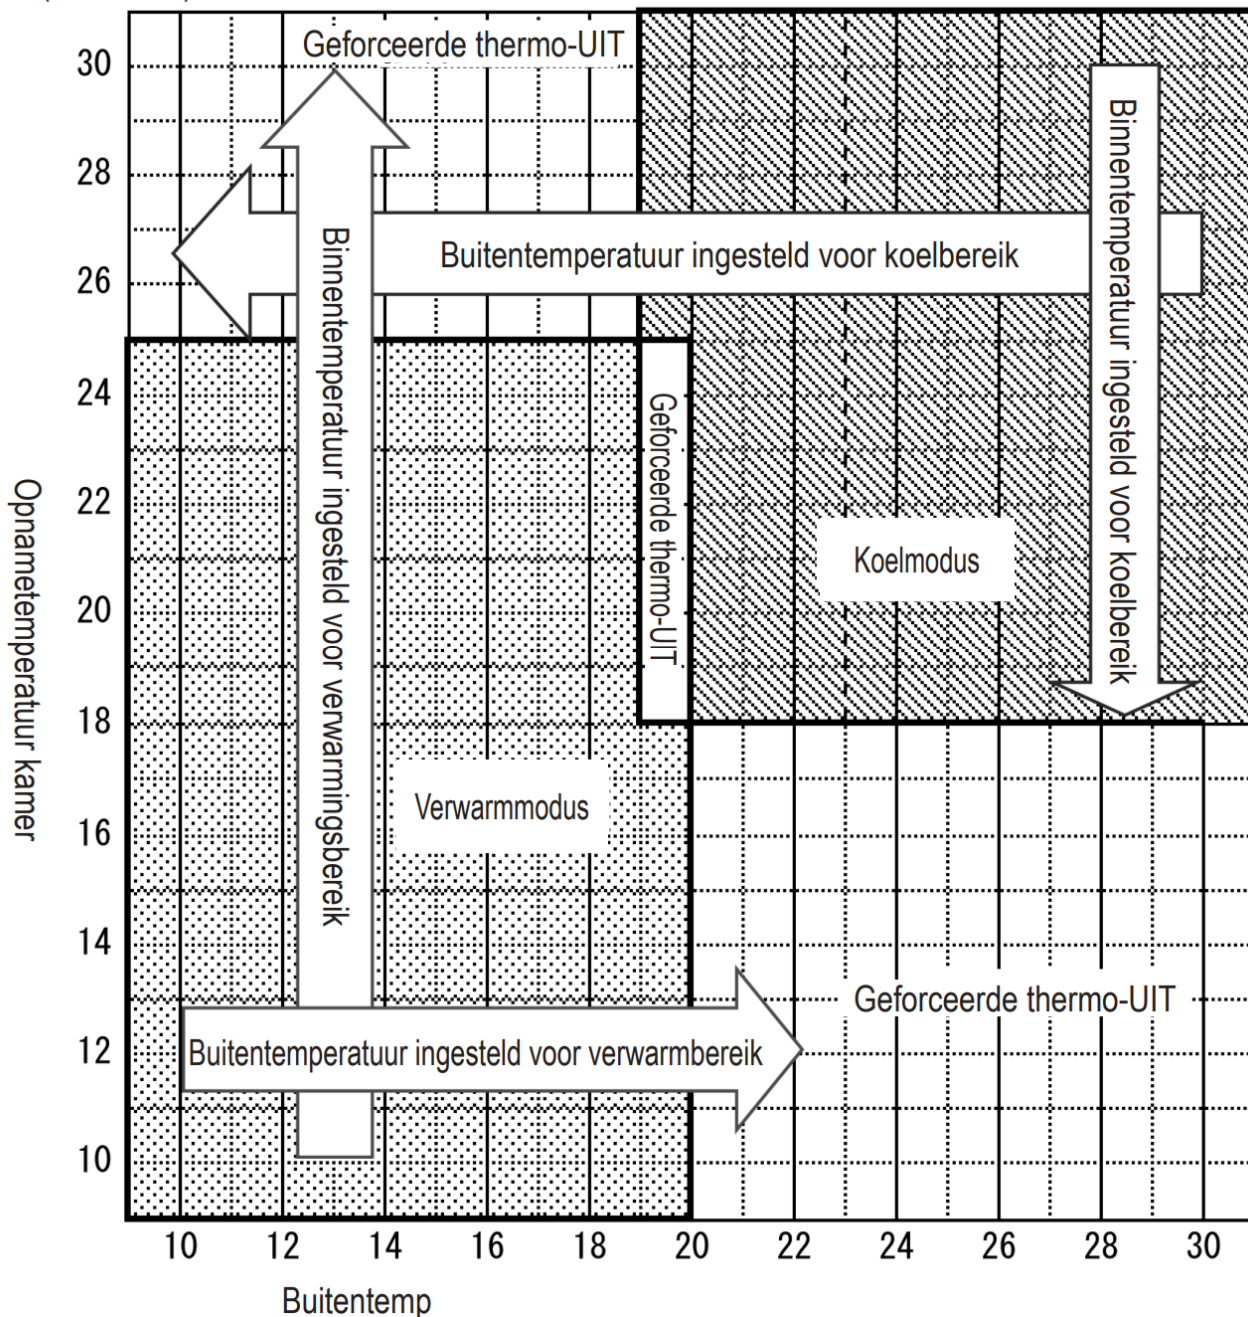 Geforceerde thermo-UIT
30
28
26
24
22
20
18
16
14
12
10
Opnametemperatuur kamer
Binnentemperatuur ingesteld voor verwarmingsbereik
Buitentemperatuur ingesteld voor koelbereik
Binnentemperatuur ingesteld voor koelbereik
Geforceerde thermo-UIT
Koelmodus
Verwarmmodus
Geforceerde thermo-UIT
Buitentemperatuur ingesteld voor verwarmbereik
10 12 14 16 18 20 22 24 26 28 30
Buitentemp